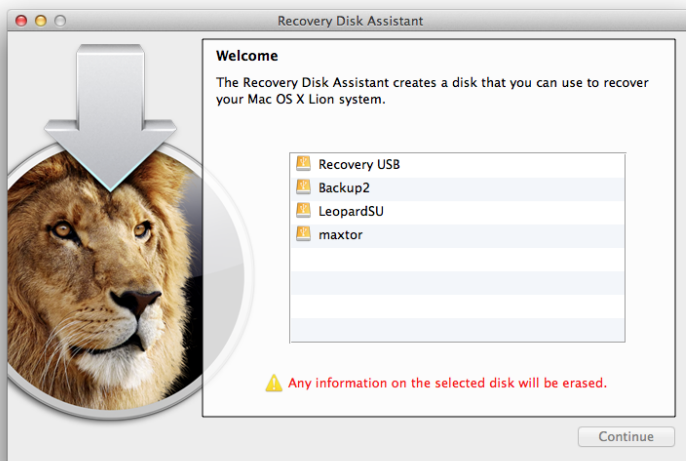 Recovery Disk Assistant
Welcome
The Recovery Disk Assistant creates a disk that you can use to recover
your Mac OS X Lion system.
Recovery USB
Backup2
LeopardSU
maxtor
Any information on the selected disk will be erased.
Continue